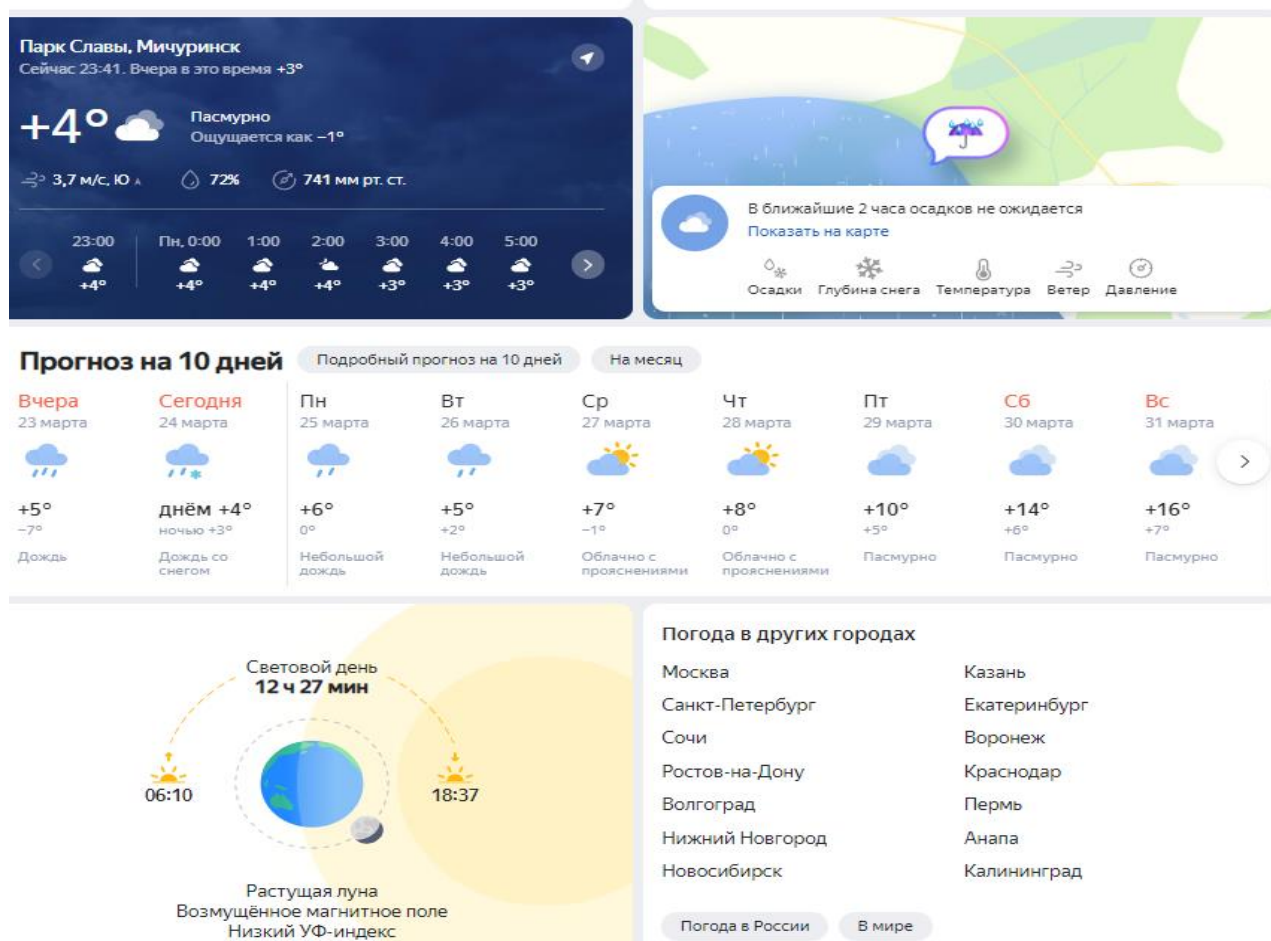 Парк Славы, Мичуринск
Сейчас 23:41. Вчера в это время +3°
+4°
Пасмурно
Ощущается как −1°
3,7 м/с, Ю
72%
741 мм рт. ст.
23:00 Пн, 0:00 1:00 2:00 3:00 4:00 5:00
+4° +4° +4° +4° +3° +3° +3°
В ближайшие 2 часа осадков не ожидается
Показать на карте
Осадки Глубина снега Температура Ветер Давление
Прогноз на 10 дней Подробный прогноз на 10 дней На месяц
Вчера Сегодня Пн Вт Ср Чт Пт Сб Вс
23 марта 24 марта 25 марта 26 марта 27 марта 28 марта 29 марта 30 марта 31 марта
+5° днём +4° +6° +5° +7° +8° +10° +14° +16°
−7° ночью +3° 0° +2° −1° 0° +5° +6° +7°
Дождь Дождь со Небольшой Небольшой Облачно с Облачно с Пасмурно Пасмурно Пасмурно
снегом дождь дождь прояснениями прояснениями
Световой день
12 ч 27 мин
06:10 18:37
Растущая луна
Возмущённое магнитное поле
Низкий УФ-индекс
Погода в других городах
Москва Казань
Санкт-Петербург Екатеринбург
Сочи Воронеж
Ростов-на-Дону Краснодар
Волгоград Пермь
Нижний Новгород Анапа
Новосибирск Калининград
Погода в России В мире